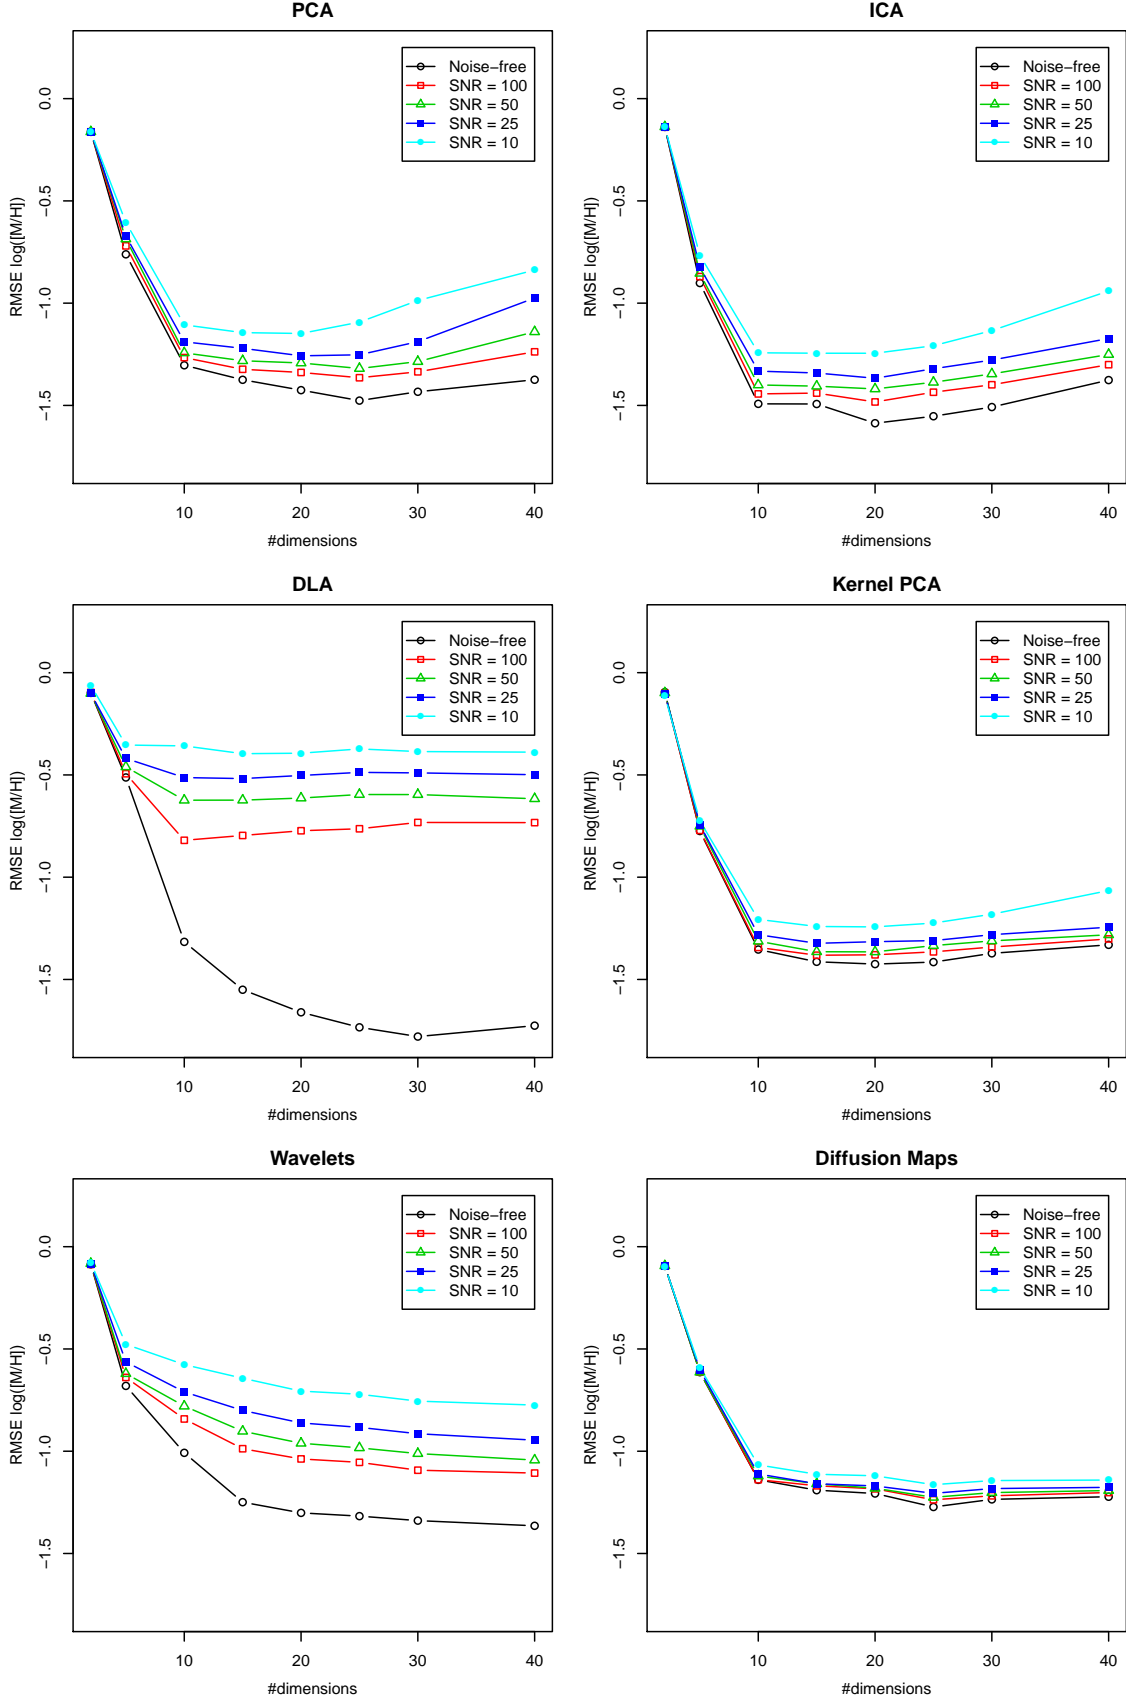 PCA
Noise−free
SNR = 100
SNR = 50
SNR = 25
SNR = 10
0.0
−0.5
−1.0
−1.5
RMSE log([M/H])
10
20
30
40
#dimensions
ICA
Noise−free
SNR = 100
SNR = 50
SNR = 25
SNR = 10
0.0
−0.5
−1.0
−1.5
RMSE log([M/H])
10
20
30
40
#dimensions
DLA
Noise−free
SNR = 100
SNR = 50
SNR = 25
SNR = 10
0.0
−0.5
−1.0
−1.5
RMSE log([M/H])
10
20
30
40
#dimensions
Kernel PCA
Noise−free
SNR = 100
SNR = 50
SNR = 25
SNR = 10
0.0
−0.5
−1.0
−1.5
RMSE log([M/H])
10
20
30
40
#dimensions
Wavelets
Noise−free
SNR = 100
SNR = 50
SNR = 25
SNR = 10
0.0
−0.5
−1.0
−1.5
RMSE log([M/H])
10
20
30
40
#dimensions
Diffusion Maps
Noise−free
SNR = 100
SNR = 50
SNR = 25
SNR = 10
0.0
−0.5
−1.0
−1.5
RMSE log([M/H])
10
20
30
40
#dimensions